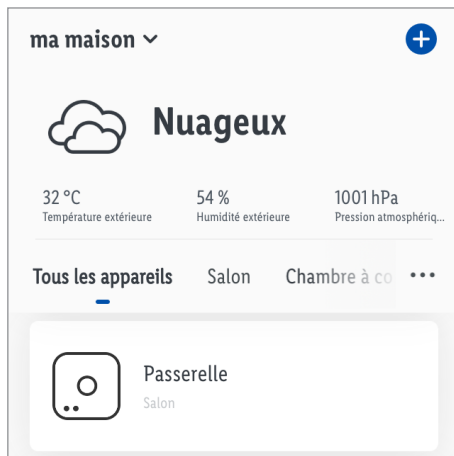 ma maison
Nuageux
32 °C 54 % 1001 hPa
Température extérieure Humidité extérieure Pression atmosphériq...
Tous les appareils Salon Chambre à co
Passerelle
Salon